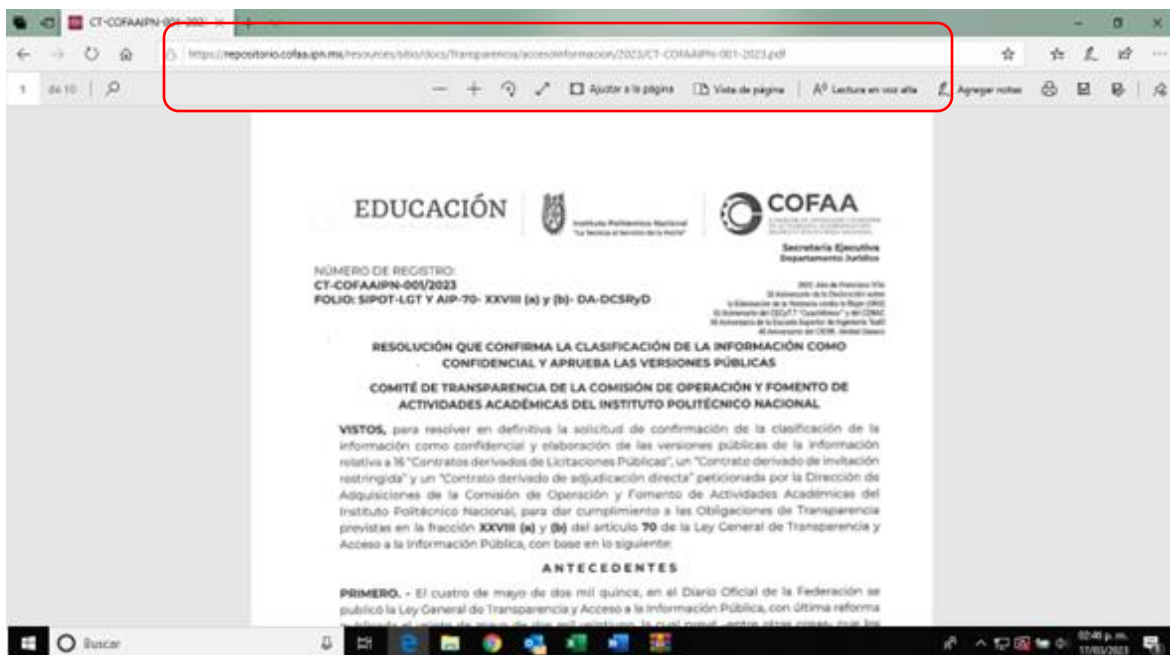 CT-COFAAIPN-001-202
https://repositorio.cofaa.ipn.mx/resources/sitio/docs/Transparencia/accesoInformacion/2023/CT-COFAAIPN-001-2023.pdf
1 de 10 Ajustar a la página Vista de página Lectura en voz alta Agregar notas
EDUCACIÓN
Instituto Politécnico Nacional
"La Técnica al Servicio de la Patria"
COFAA
Secretaría Ejecutiva
Departamento Jurídico
NÚMERO DE REGISTRO:
CT-COFAAIPN-001/2023
FOLIO: SIPOT-LGT Y AIP-70- XXVIII (a) y (b)- DA-DCSRyD
2023, Año de Francisco Villa
RESOLUCIÓN QUE CONFIRMA LA CLASIFICACIÓN DE LA INFORMACIÓN COMO
CONFIDENCIAL Y APRUEBA LAS VERSIONES PÚBLICAS
COMITÉ DE TRANSPARENCIA DE LA COMISIÓN DE OPERACIÓN Y FOMENTO DE
ACTIVIDADES ACADÉMICAS DEL INSTITUTO POLITÉCNICO NACIONAL
VISTOS, para resolver en definitiva la solicitud de confirmación de la clasificación de la
información como confidencial y elaboración de las versiones públicas de la información
relativa a 16 "Contratos derivados de Licitaciones Públicas", un "Contrato derivado de invitación
restringida" y un "Contrato derivado de adjudicación directa" peticionada por la Dirección de
Adquisiciones de la Comisión de Operación y Fomento de Actividades Académicas del
Instituto Politécnico Nacional, para dar cumplimiento a las Obligaciones de Transparencia
previstas en la fracción XXVIII (a) y (b) del artículo 70 de la Ley General de Transparencia y
Acceso a la Información Pública, con base en lo siguiente:
ANTECEDENTES
PRIMERO. - El cuatro de mayo de dos mil quince, en el Diario Oficial de la Federación se
publicó la Ley General de Transparencia y Acceso a la Información Pública, con última reforma
Buscar
02:46 p. m.
17/03/2023